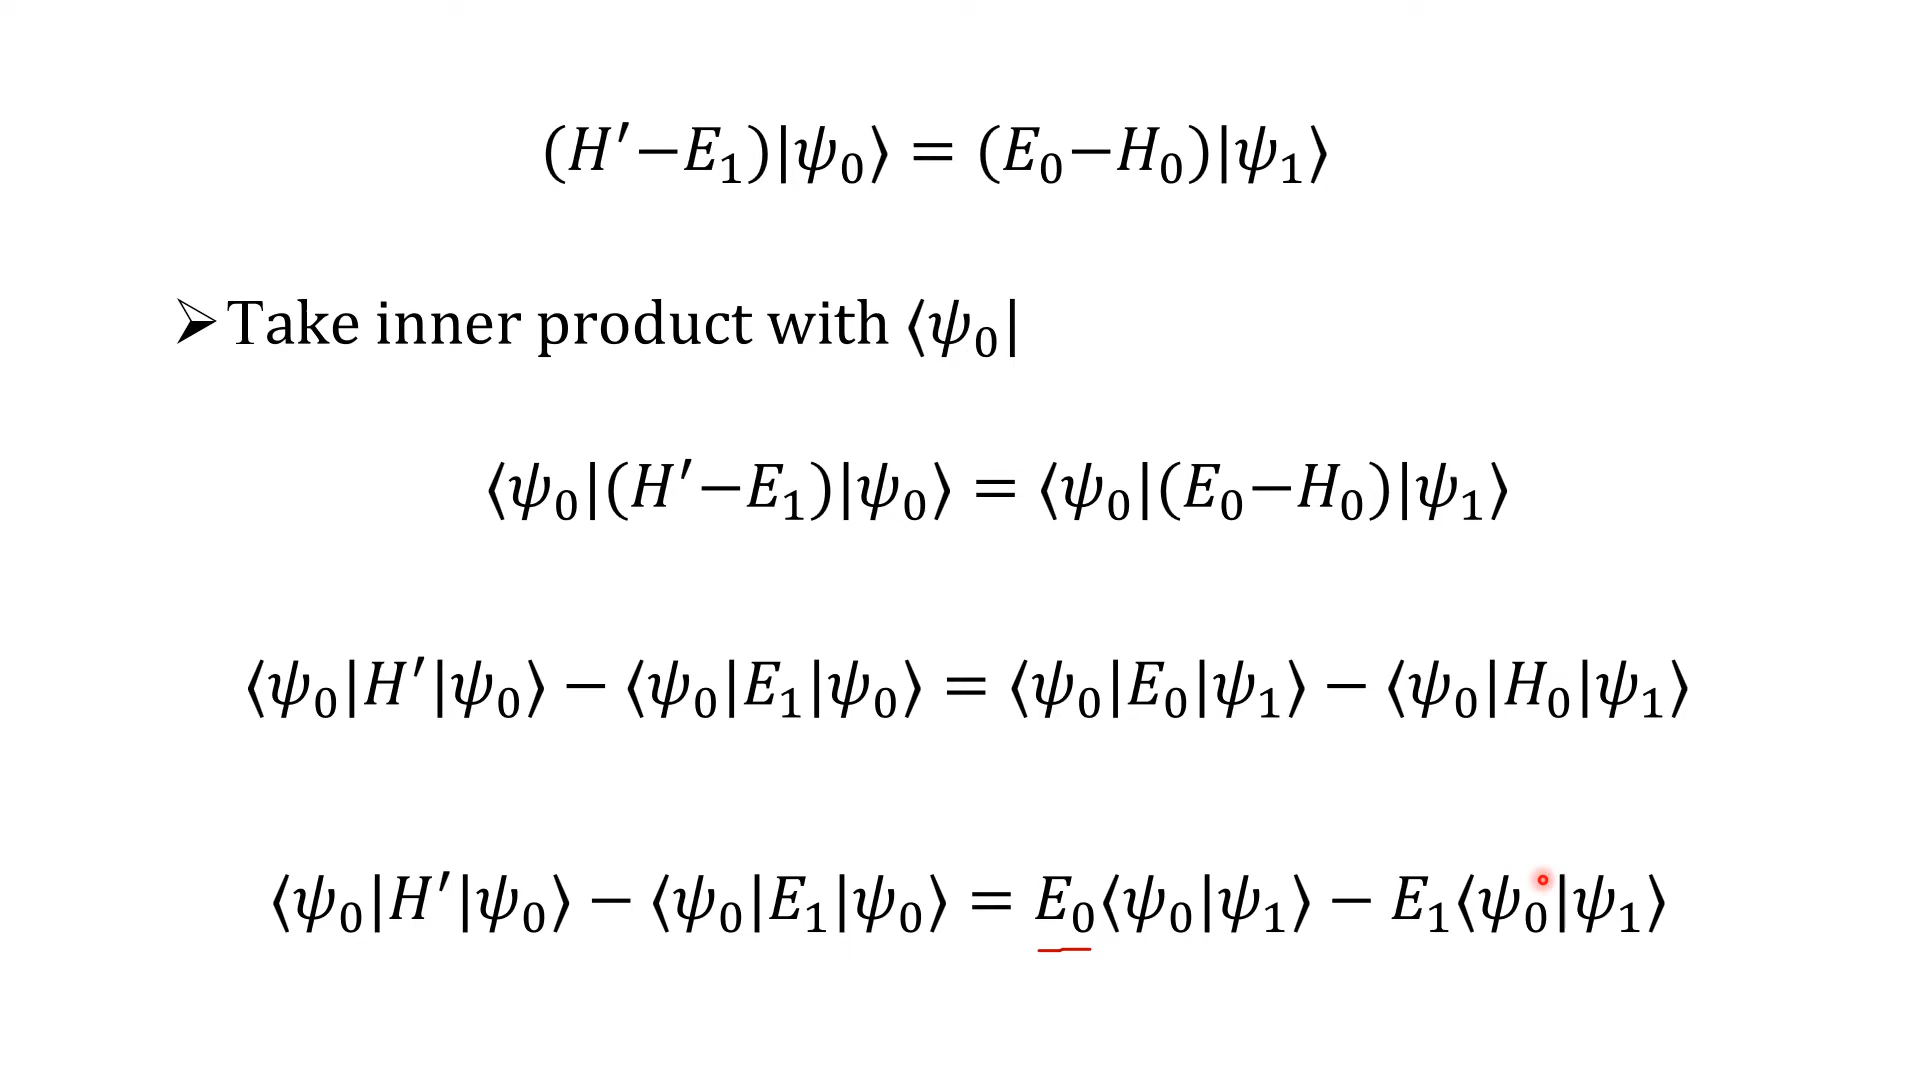 (H′−E₁)|ψ₀⟩ = (E₀−H₀)|ψ₁⟩
➢Take inner product with ⟨ψ₀|
⟨ψ₀|(H′−E₁)|ψ₀⟩ = ⟨ψ₀|(E₀−H₀)|ψ₁⟩
⟨ψ₀|H′|ψ₀⟩ − ⟨ψ₀|E₁|ψ₀⟩ = ⟨ψ₀|E₀|ψ₁⟩ − ⟨ψ₀|H₀|ψ₁⟩
⟨ψ₀|H′|ψ₀⟩ − ⟨ψ₀|E₁|ψ₀⟩ = E₀⟨ψ₀|ψ₁⟩ − E₁⟨ψ₀|ψ₁⟩